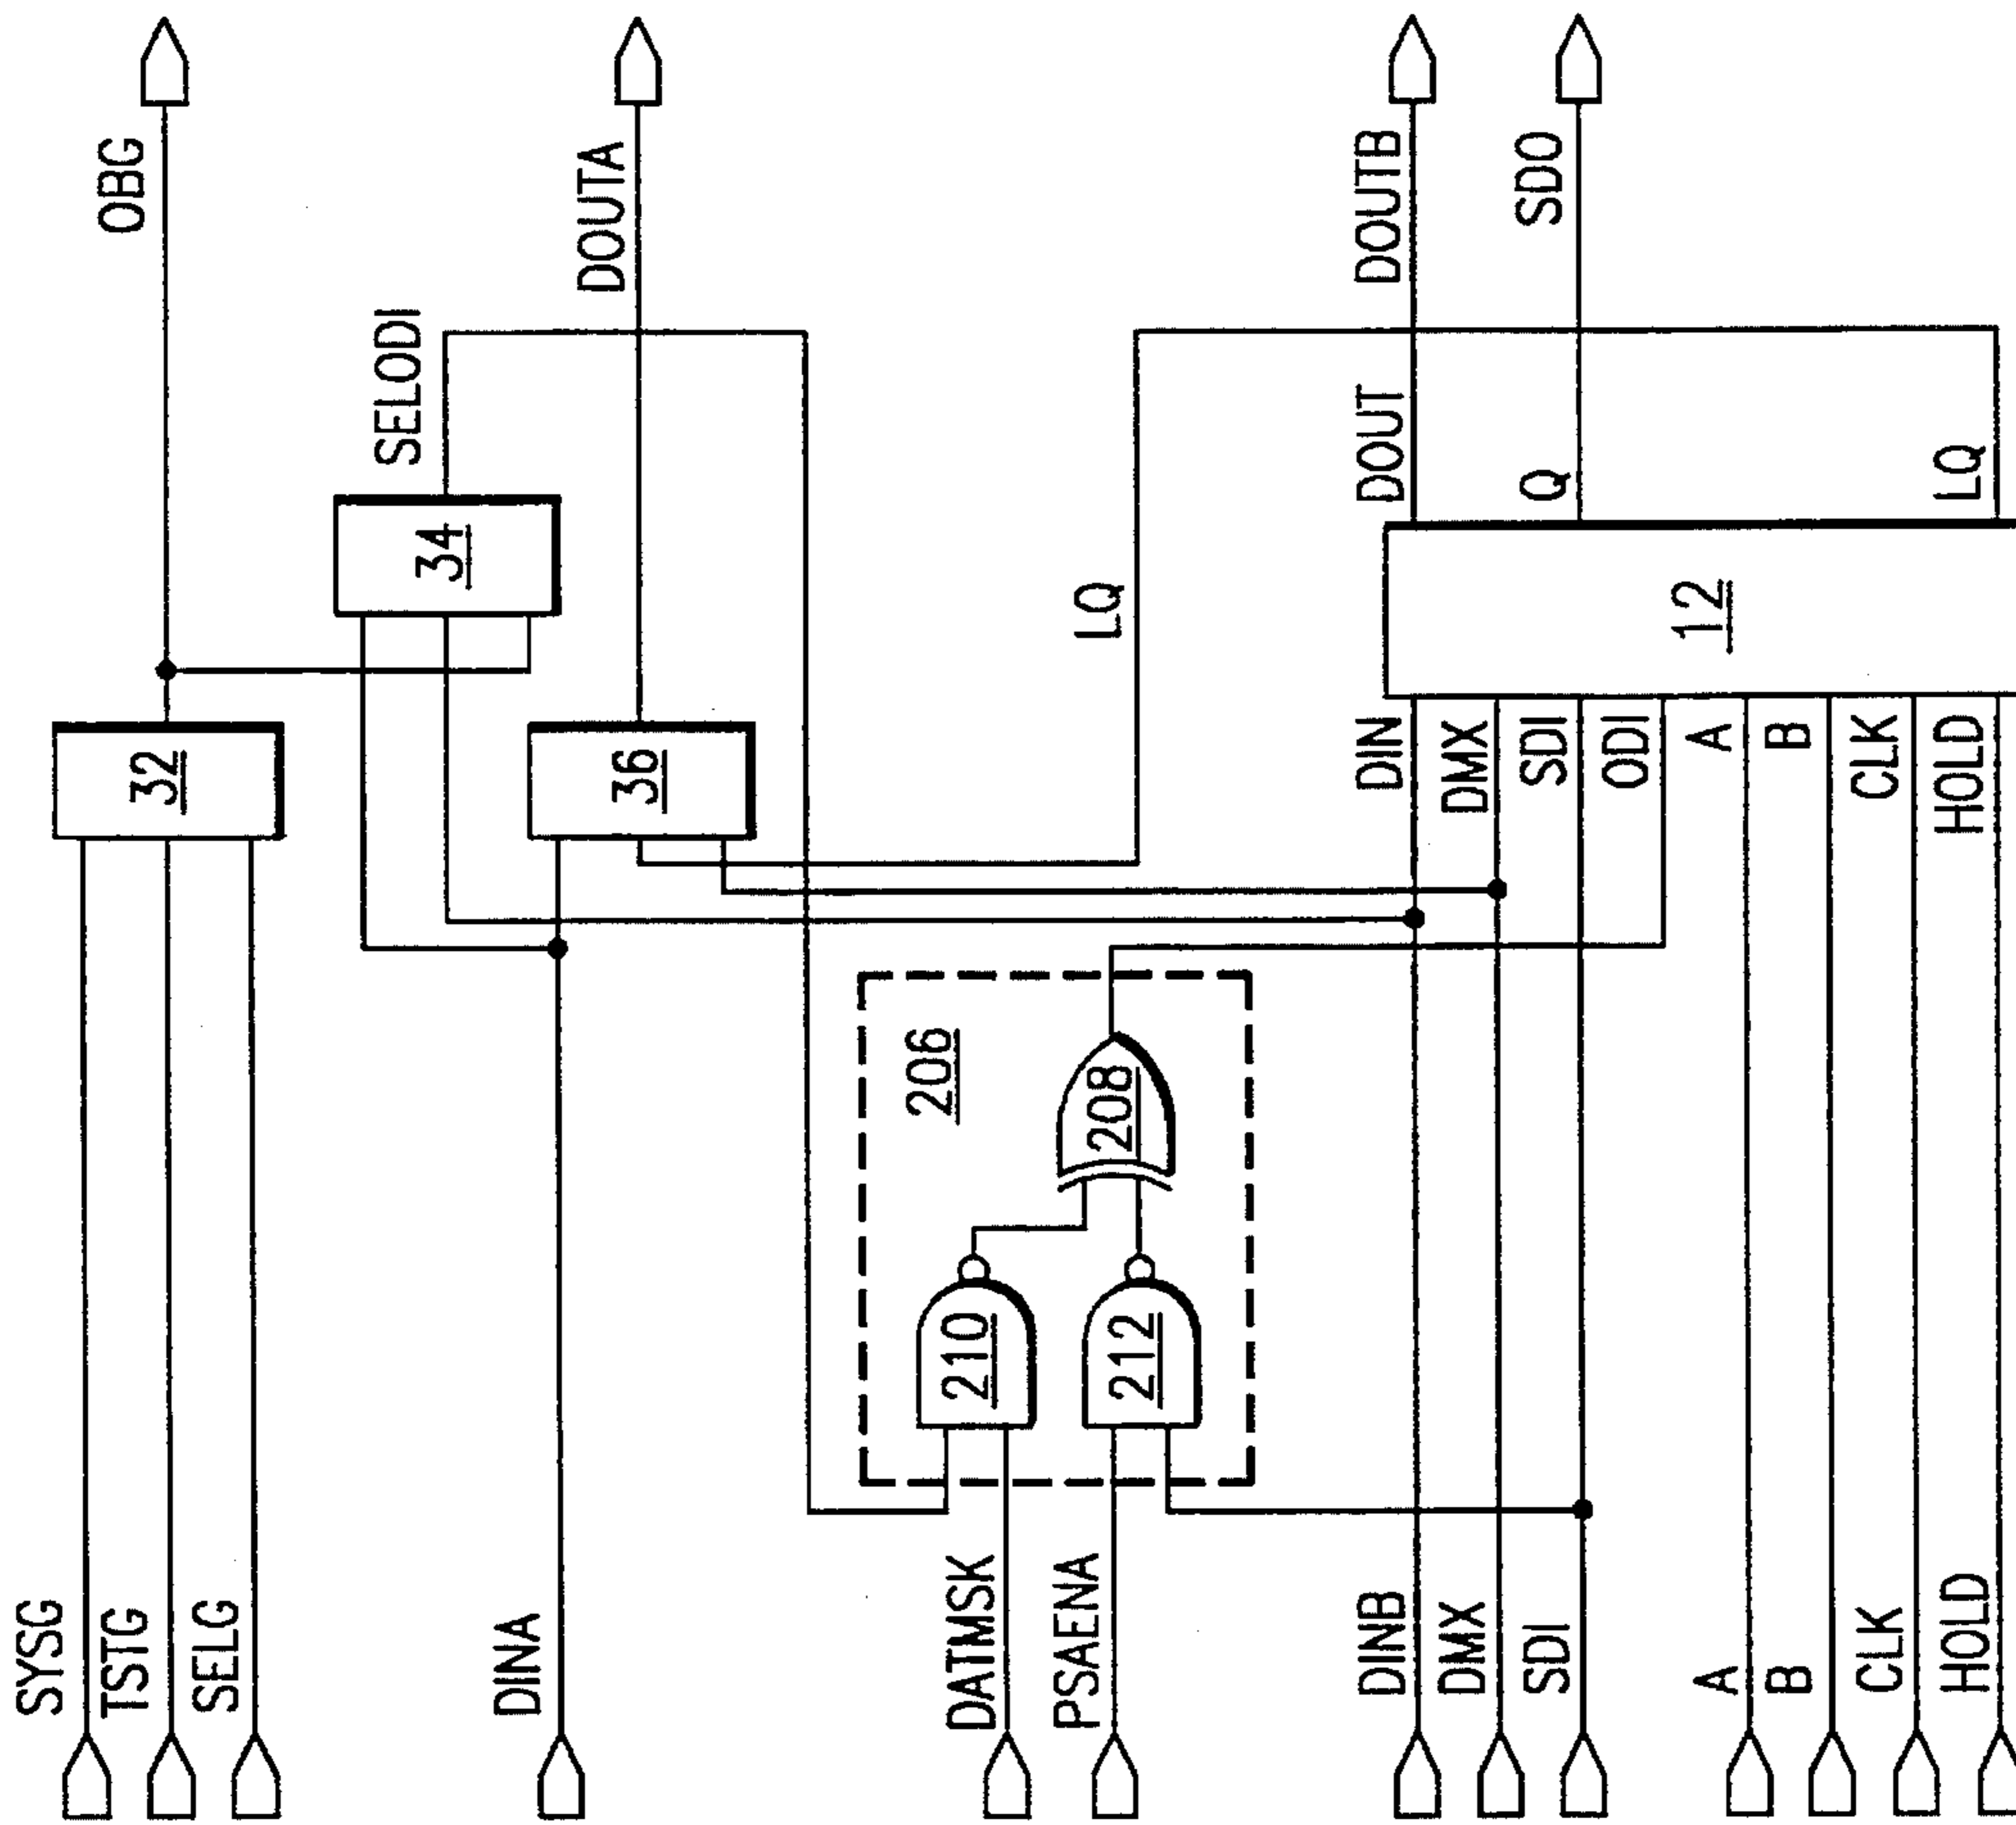 SYSG
TSTG
SELG
DINA
DATMSK
PSAENA
DINB
DMX
SDI
A
B
CLK
HOLD
32
OBG
34
SELODI
36
DOUTA
206
208
210
212
LQ
DIN
DMX
SDI
ODI
A
B
CLK
HOLD
12
DOUT
Q
LQ
DOUTB
SDO